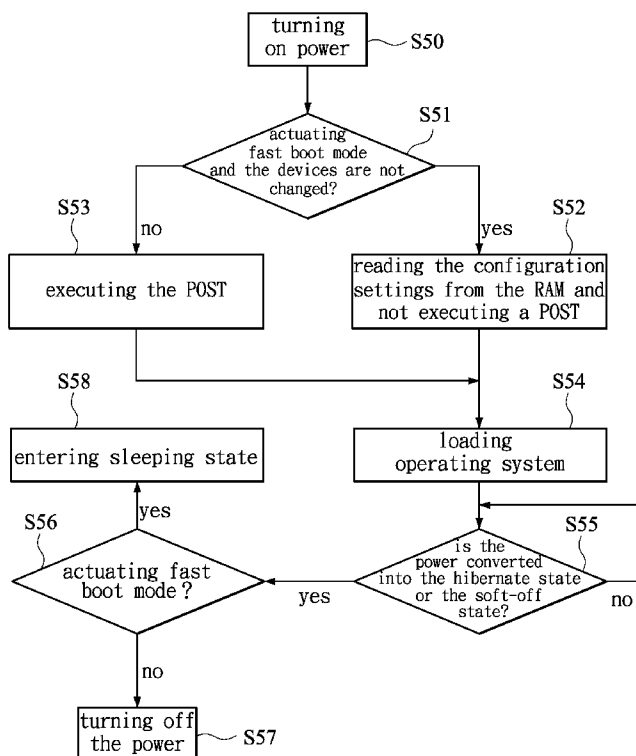 turning
on power
S50
actuating
fast boot mode
and the devices are not
changed?
S51
S53
no
yes
S52
executing the POST
reading the configuration
settings from the RAM and
not executing a POST
S58
S54
entering sleeping state
loading
operating system
yes
S56
S55
actuating fast
boot mode?
is the
power converted
into the hibernate state
or the soft-off
state?
yes
no
no
turning off
the power
S57